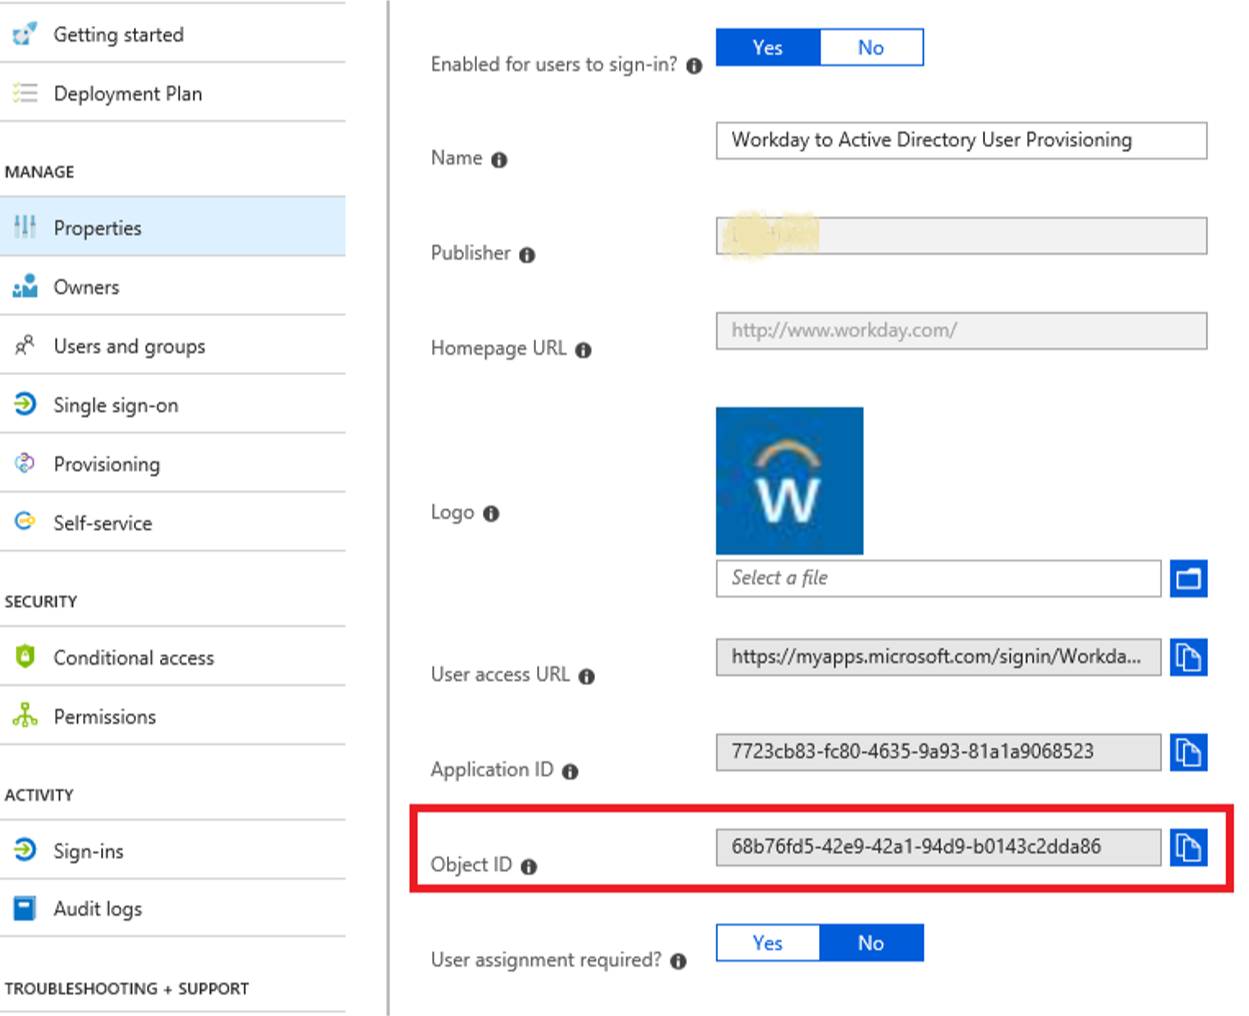 Getting started
Deployment Plan
MANAGE
Properties
Owners
Users and groups
Single sign-on
Provisioning
Self-service
SECURITY
Conditional access
Permissions
ACTIVITY
Sign-ins
Audit logs
TROUBLESHOOTING + SUPPORT
Enabled for users to sign-in? Yes No
Name Workday to Active Directory User Provisioning
Publisher
Homepage URL http://www.workday.com/
Logo W
Select a file
User access URL https://myapps.microsoft.com/signin/Workda...
Application ID 7723cb83-fc80-4635-9a93-81a1a9068523
Object ID 68b76fd5-42e9-42a1-94d9-b0143c2dda86
User assignment required? Yes No